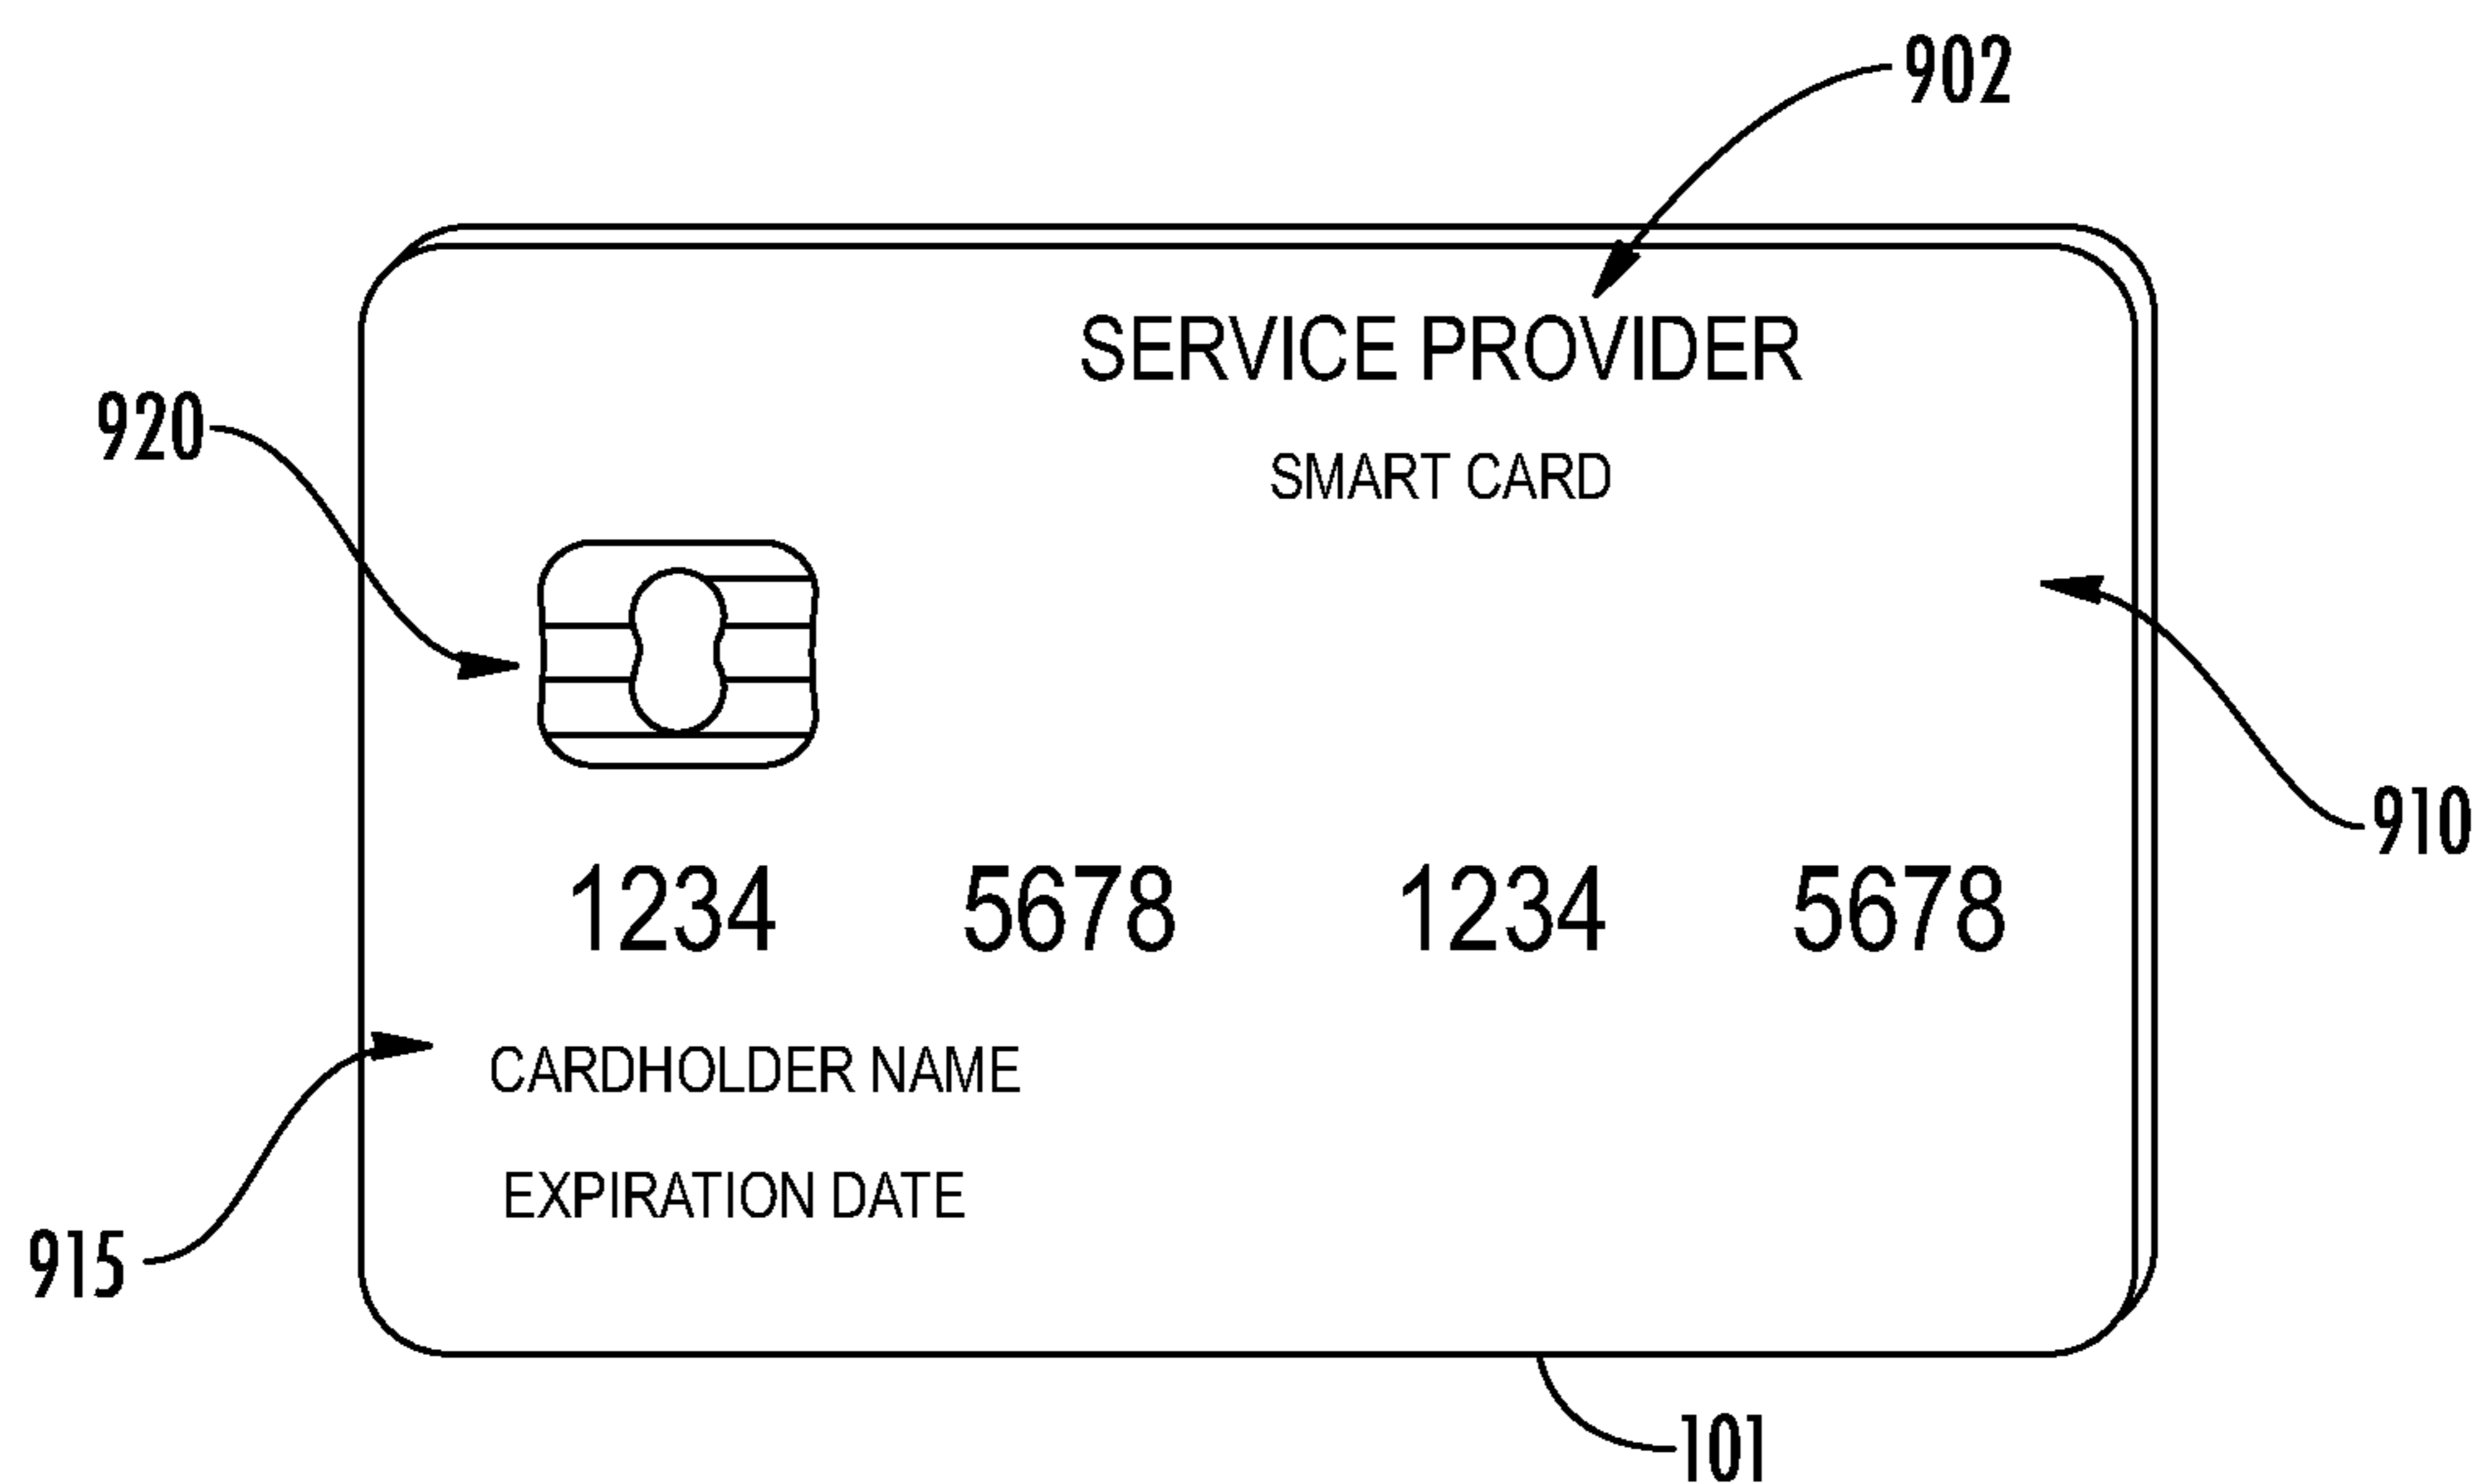 902
SERVICE PROVIDER
920
SMART CARD
910
1234 5678 1234 5678
CARDHOLDER NAME
EXPIRATION DATE
915
101